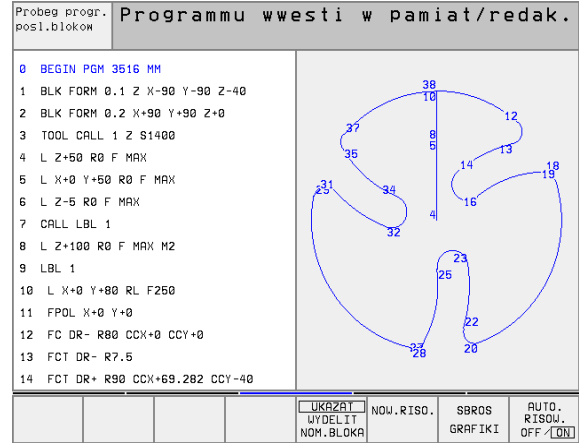 Probeg progr.
posl.blokow
Programmu wwesti w pamiat/redak.
0 BEGIN PGM 3516 MM
1 BLK FORM 0.1 Z X-90 Y-90 Z-40
2 BLK FORM 0.2 X+90 Y+90 Z+0
3 TOOL CALL 1 Z S1400
4 L Z+50 R0 F MAX
5 L X+0 Y+50 R0 F MAX
6 L Z-5 R0 F MAX
7 CALL LBL 1
8 L Z+100 R0 F MAX M2
9 LBL 1
10 L X+0 Y+80 RL F250
11 FPOL X+0 Y+0
12 FC DR- R80 CCX+0 CCY+0
13 FCT DR- R7.5
14 FCT DR+ R90 CCX+69.282 CCY-40
38
10
12
37
8
5
13
35
14
18
19
31
34
16
4
32
23
25
22
20
28
UKAZAT
WYDELIT
NOM.BLOKA
NOW.RISO.
SBROS
GRAFIKI
AUTO.
RISOW.
OFF/ON